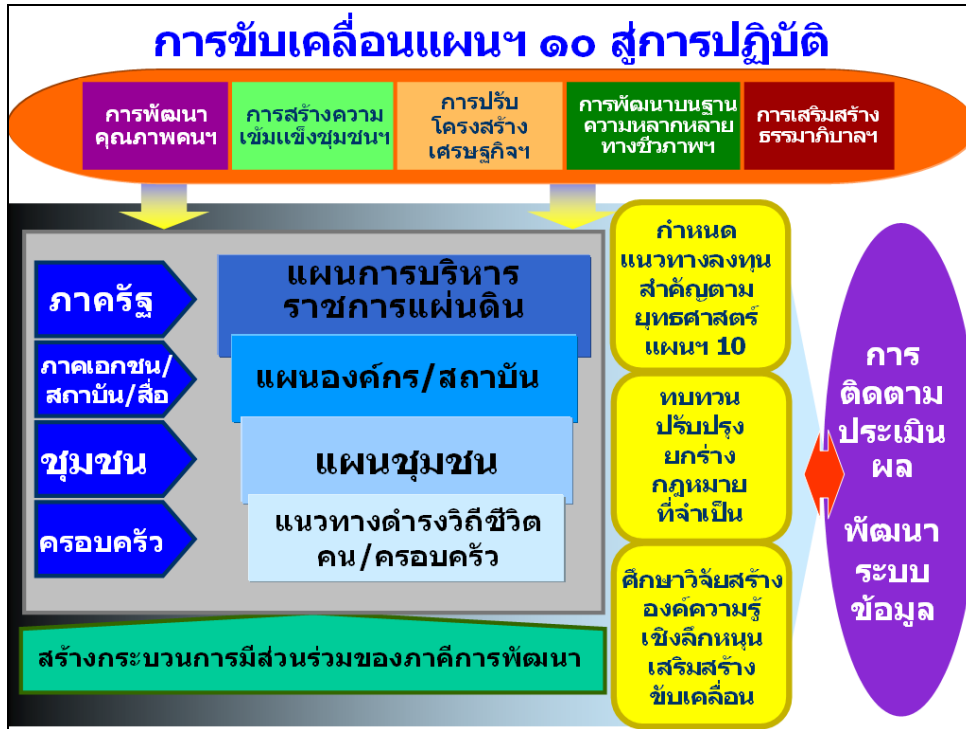 การขับเคลื่อนแผนฯ ๑๐ สู่การปฏิบัติ
การพัฒนา
คุณภาพคนฯ
การสร้างความ
เข้มแข็งชุมชนฯ
การปรับ
โครงสร้าง
เศรษฐกิจฯ
การพัฒนาบนฐาน
ความหลากหลาย
ทางชีวภาพฯ
การเสริมสร้าง
ธรรมาภิบาลฯ
ภาครัฐ
แผนการบริหาร
ราชการแผ่นดิน
ภาคเอกชน/
สถาบัน/สื่อ
แผนองค์กร/สถาบัน
ชุมชน
แผนชุมชน
ครอบครัว
แนวทางดำรงวิถีชีวิต
คน/ครอบครัว
สร้างกระบวนการมีส่วนร่วมของภาคีการพัฒนา
กำหนด
แนวทางลงทุน
สำคัญตาม
ยุทธศาสตร์
แผนฯ 10
ทบทวน
ปรับปรุง
ยกร่าง
กฎหมาย
ที่จำเป็น
ศึกษาวิจัยสร้าง
องค์ความรู้
เชิงลึกหนุน
เสริมสร้าง
ขับเคลื่อน
การ
ติดตาม
ประเมิน
ผล
พัฒนา
ระบบ
ข้อมูล